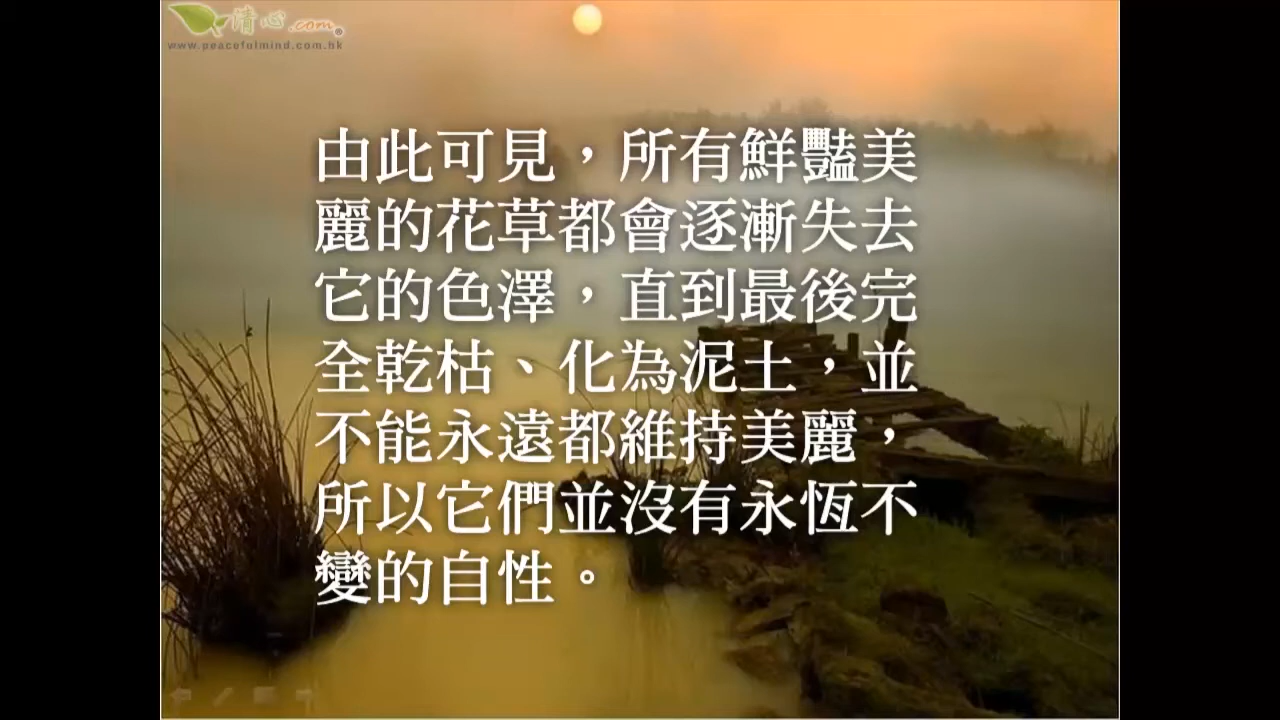 清心.com®
www.peacefulmind.com.hk
由此可見，所有鮮豔美
麗的花草都會逐漸失去
它的色澤，直到最後完
全乾枯、化為泥土，並
不能永遠都維持美麗，
所以它們並沒有永恆不
變的自性。